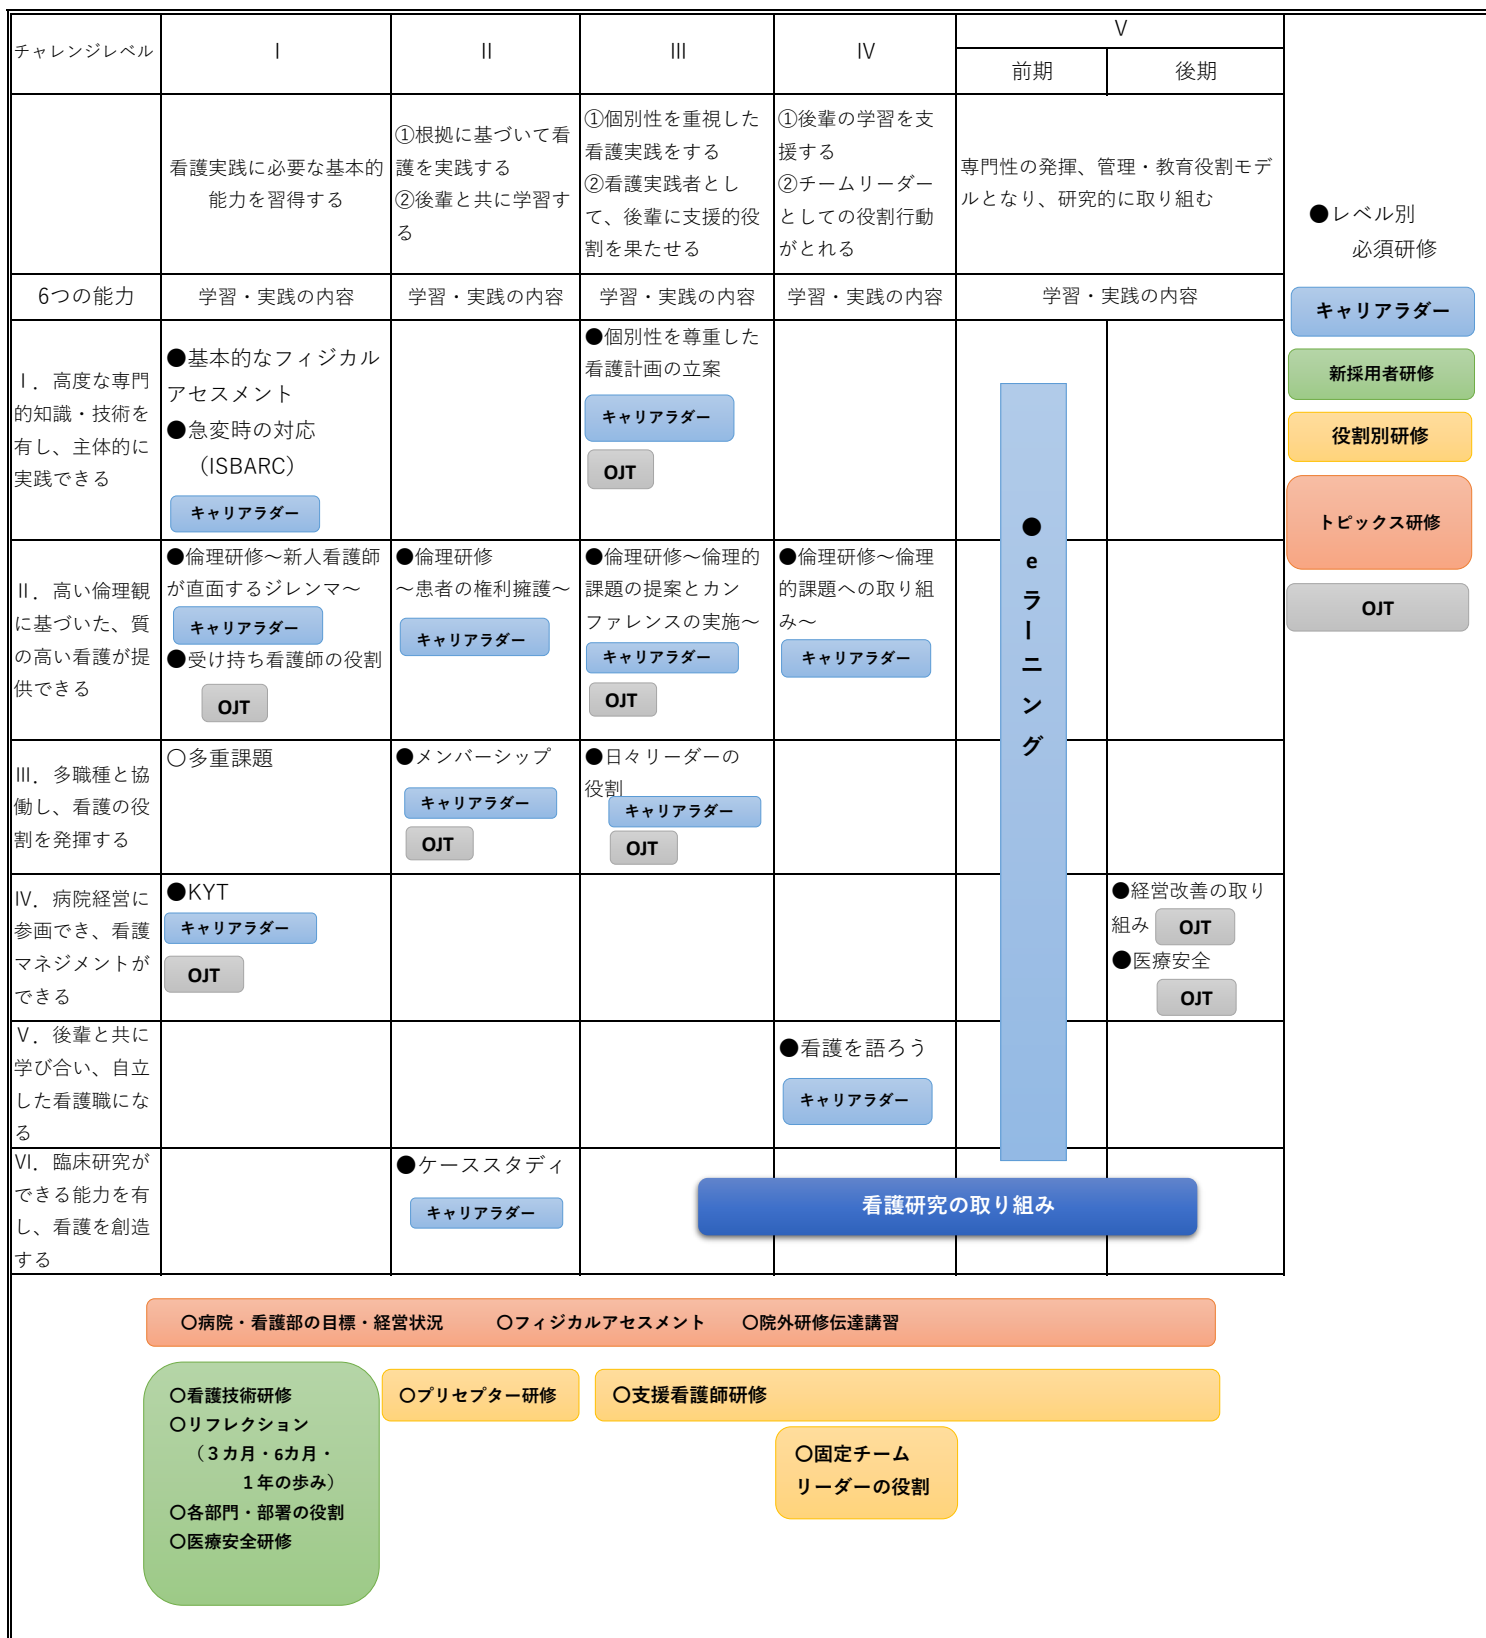 チャレンジレベル
Ⅰ
Ⅱ
Ⅲ
Ⅳ
Ⅴ
前期
後期
看護実践に必要な基本的
能力を習得する
①根拠に基づいて看
護を実践する
②後輩と共に学習す
る
①個別性を重視した
看護実践をする
②看護実践者とし
て、後輩に支援的役
割を果たせる
①後輩の学習を支
援する
②チームリーダー
としての役割行動
がとれる
専門性の発揮、管理・教育役割モデ
ルとなり、研究的に取り組む
●レベル別
必須研修
キャリアラダー
新採用者研修
役割別研修
トピックス研修
OJT
6つの能力
学習・実践の内容
学習・実践の内容
学習・実践の内容
学習・実践の内容
学習・実践の内容
Ⅰ．高度な専門
的知識・技術を
有し、主体的に
実践できる
●基本的なフィジカル
アセスメント
●急変時の対応
（ISBARC）
キャリアラダー
●個別性を尊重した
看護計画の立案
キャリアラダー
OJT
●eラーニング
Ⅱ．高い倫理観
に基づいた、質
の高い看護が提
供できる
●倫理研修～新人看護師
が直面するジレンマ～
キャリアラダー
●受け持ち看護師の役割
OJT
●倫理研修
～患者の権利擁護～
キャリアラダー
●倫理研修～倫理的
課題の提案とカン
ファレンスの実施～
キャリアラダー
OJT
●倫理研修～倫理
的課題への取り組
み～
キャリアラダー
Ⅲ．多職種と協
働し、看護の役
割を発揮する
〇多重課題
●メンバーシップ
キャリアラダー
OJT
●日々リーダーの
役割
キャリアラダー
OJT
Ⅳ．病院経営に
参画でき、看護
マネジメントが
できる
●KYT
キャリアラダー
OJT
●経営改善の取り
組み
OJT
●医療安全
OJT
Ⅴ．後輩と共に
学び合い、自立
した看護職にな
る
●看護を語ろう
キャリアラダー
Ⅵ．臨床研究が
できる能力を有
し、看護を創造
する
●ケーススタディ
キャリアラダー
看護研究の取り組み
〇病院・看護部の目標・経営状況 〇フィジカルアセスメント 〇院外研修伝達講習
〇看護技術研修
〇リフレクション
（３カ月・6カ月・
１年の歩み）
〇各部門・部署の役割
〇医療安全研修
〇プリセプター研修
〇支援看護師研修
〇固定チーム
リーダーの役割